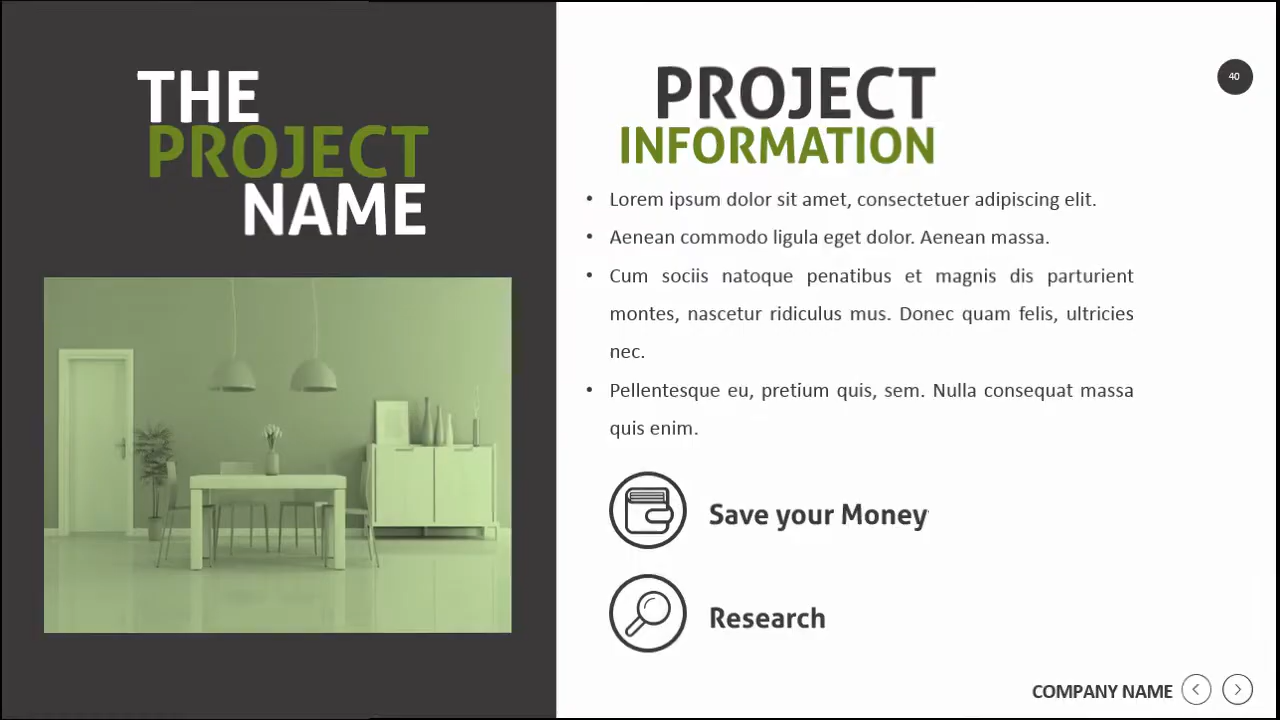 THE
PROJECT
NAME
PROJECT
INFORMATION
40
• Lorem ipsum dolor sit amet, consectetuer adipiscing elit.
• Aenean commodo ligula eget dolor. Aenean massa.
• Cum sociis natoque penatibus et magnis dis parturient
montes, nascetur ridiculus mus. Donec quam felis, ultricies
nec.
• Pellentesque eu, pretium quis, sem. Nulla consequat massa
quis enim.
Save your Money
Research
COMPANY NAME